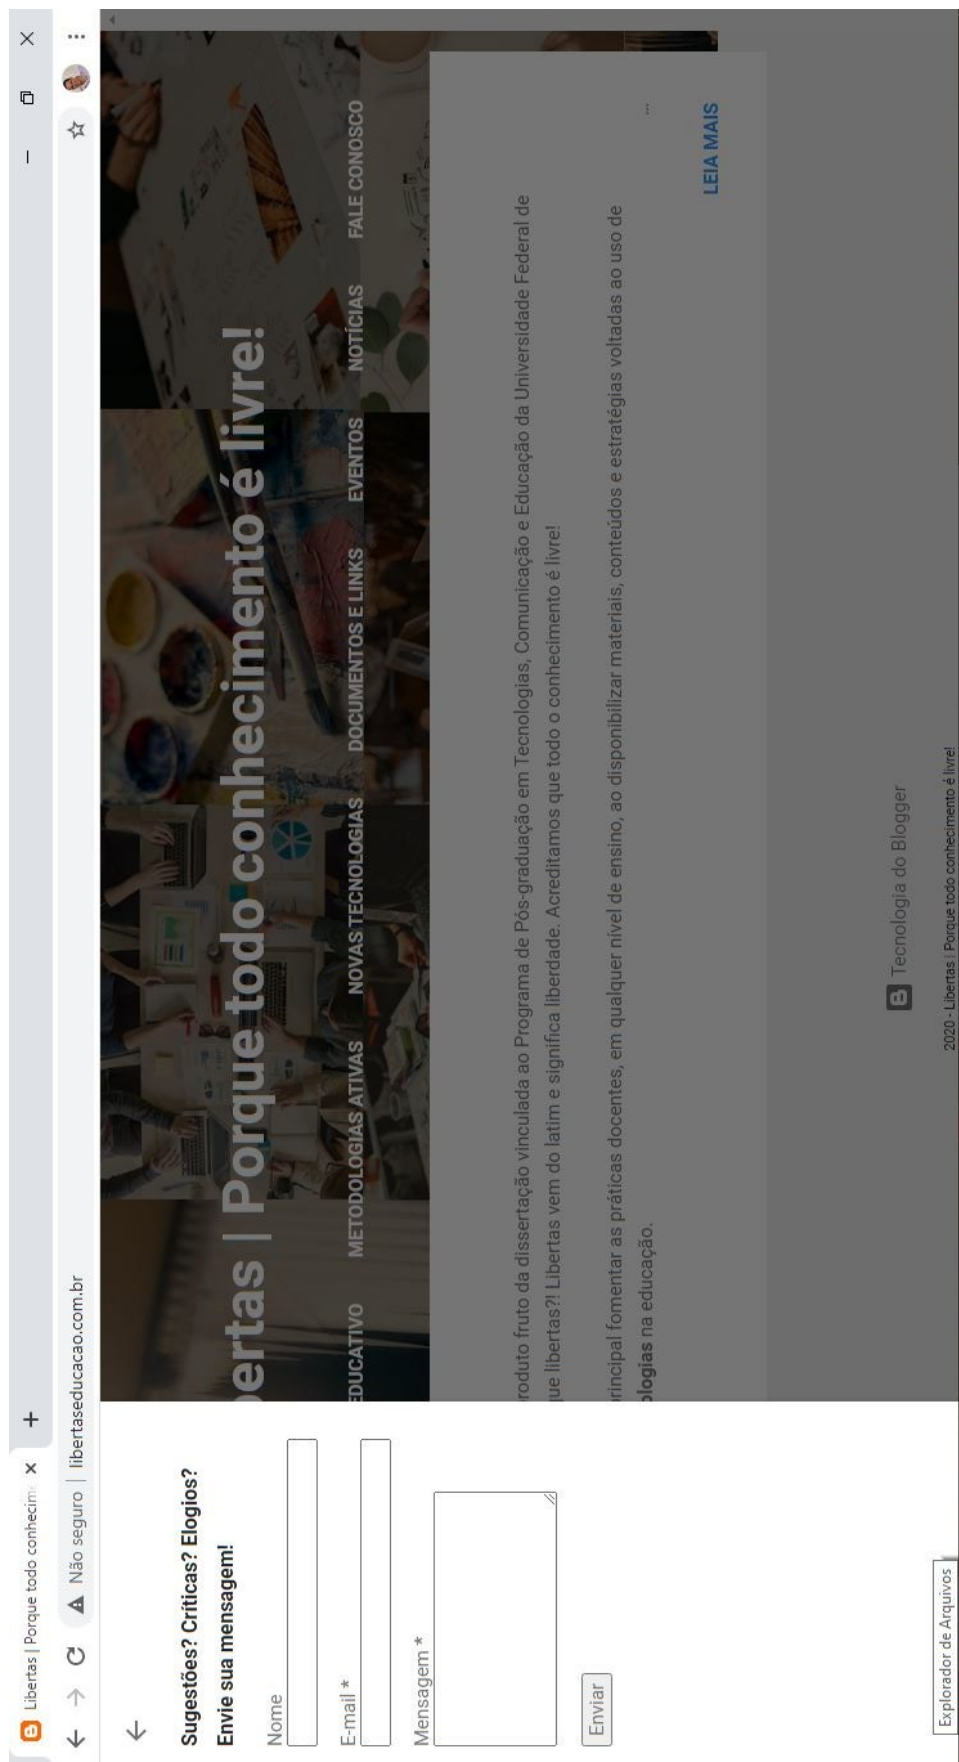 Libertas | Porque todo conhecim
Não seguro | libertaseducacao.com.br
Sugestões? Críticas? Elogios?
Envie sua mensagem!
Nome
E-mail *
Mensagem *
Enviar
Explorador de Arquivos
ertas | Porque todo conhecimento é livre!
EDUCATIVO METODOLOGIAS ATIVAS NOVAS TECNOLOGIAS DOCUMENTOS E LINKS EVENTOS NOTÍCIAS FALE CONOSCO
roduto fruto da dissertação vinculada ao Programa de Pós-graduação em Tecnologias, Comunicação e Educação da Universidade Federal de
ue libertas?! Libertas vem do latim e significa liberdade. Acreditamos que todo o conhecimento é livre!
rincipal fomentar as práticas docentes, em qualquer nível de ensino, ao disponibilizar materiais, conteúdos e estratégias voltadas ao uso de
ologias na educação.
...
LEIA MAIS
Tecnologia do Blogger
2020 - Libertas | Porque todo conhecimento é livre!